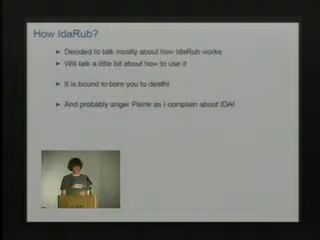 How IdaRub?
Decided to talk mostly about how IdaRub works
Will talk a little bit about how to use it
It is bound to bore you to death!
And probably anger Pierre as I complain about IDA!